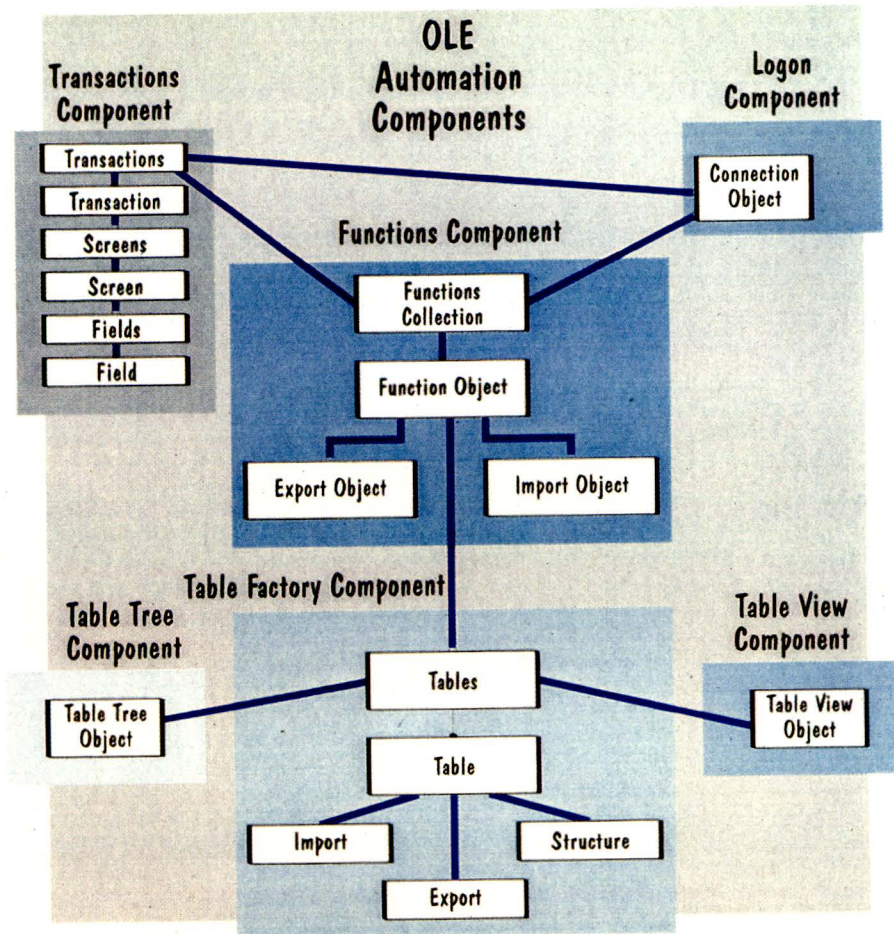 OLE
Automation
Components
Transactions
Component
Logon
Component
Transactions
Transaction
Screens
Screen
Fields
Field
Connection
Object
Functions Component
Functions
Collection
Function Object
Export Object
Import Object
Table Factory Component
Table Tree
Component
Table View
Component
Tables
Table Tree
Object
Table View
Object
Table
Import
Structure
Export